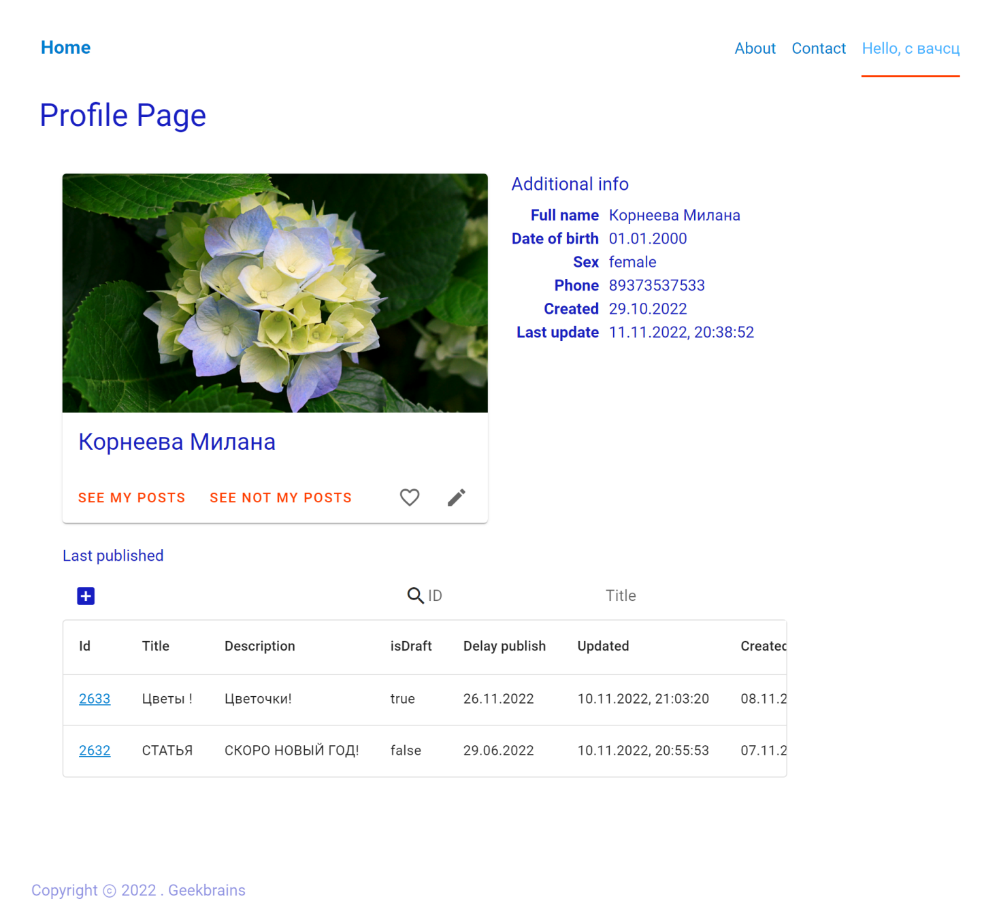 Home
About Contact Hello, с вачсц
Profile Page
Additional info
Full name Корнеева Милана
Date of birth 01.01.2000
Sex female
Phone 89373537533
Created 29.10.2022
Last update 11.11.2022, 20:38:52
Корнеева Милана
SEE MY POSTS SEE NOT MY POSTS
Last published
ID Title
Id Title Description isDraft Delay publish Updated Created
2633 Цветы ! Цветочки! true 26.11.2022 10.11.2022, 21:03:20 08.11.2
2632 СТАТЬЯ СКОРО НОВЫЙ ГОД! false 29.06.2022 10.11.2022, 20:55:53 07.11.2
Copyright © 2022 . Geekbrains